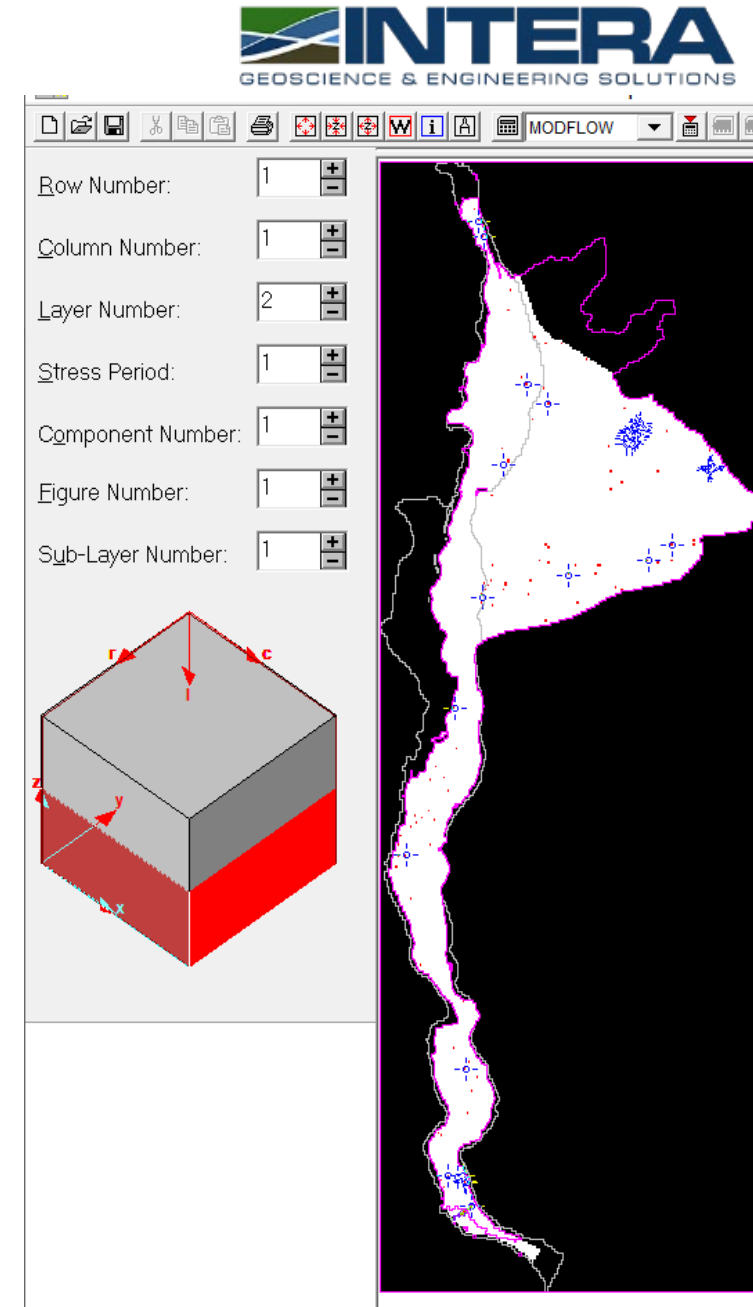 INTERA
GEOSCIENCE & ENGINEERING SOLUTIONS
W i A MODFLOW
Row Number: 1
Column Number: 1
Layer Number: 2
Stress Period: 1
Component Number: 1
Figure Number: 1
Sub-Layer Number: 1
r c
l
z y
x